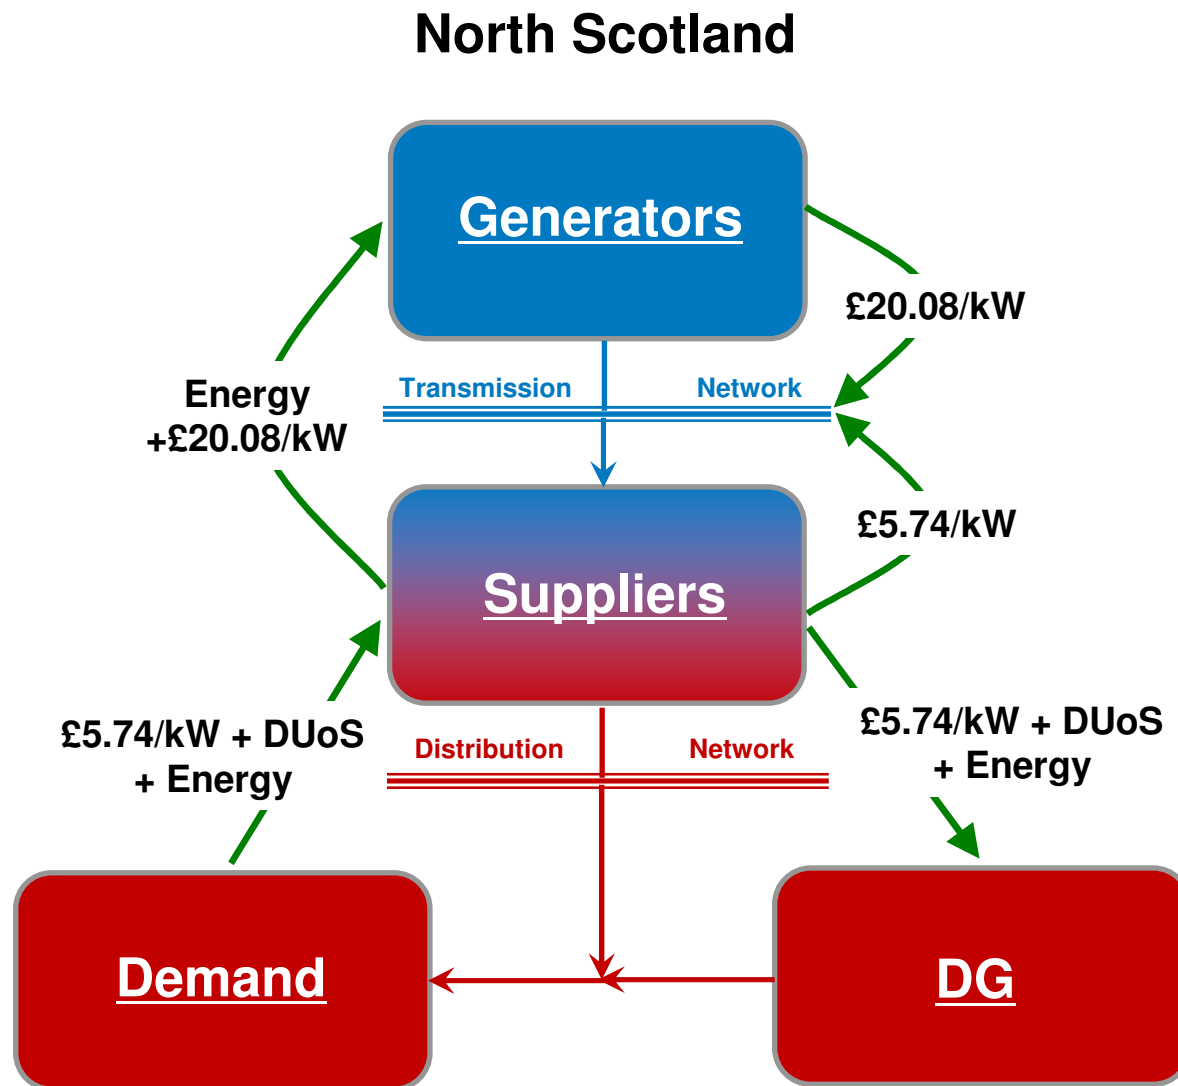 North Scotland
Generators
£20.08/kW
Transmission Network
Energy
+£20.08/kW
£5.74/kW
Suppliers
£5.74/kW + DUoS
+ Energy
Distribution Network
£5.74/kW + DUoS
+ Energy
Demand
DG